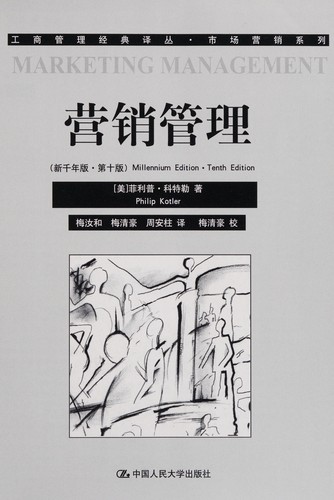 工商管理经典译丛·市场营销系列
MARKETING MANAGEMENT
营销管理
(新千年版·第十版) Millennium Edition·Tenth Edition
[美]菲利普·科特勒 著
Philip Kotler
梅汝和 梅清豪 周安柱 译 梅清豪 校
中国人民大学出版社